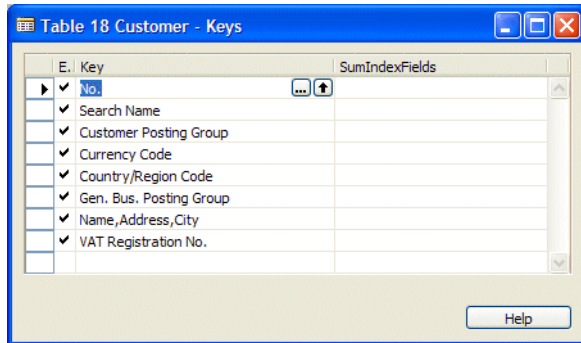 Table 18 Customer - Keys
E. Key SumIndexFields
No.
Search Name
Customer Posting Group
Currency Code
Country/Region Code
Gen. Bus. Posting Group
Name,Address,City
VAT Registration No.
Help